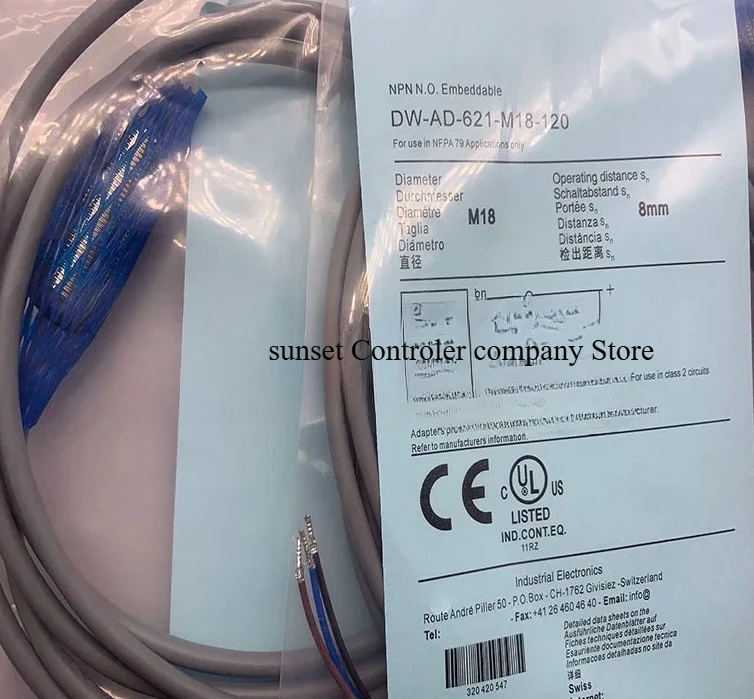 NPN N.O. Embeddable
DW-AD-621-M18-120
For use in NFPA 79 Applications only
Diameter
Durchmesser
Diamètre
Taglia
Diámetro
直径
M18
Operating distance sn
Schaltabstand sn
Portée sn
Distanza sn
Distância sn
检出距离 sn
8mm
bn
+
sunset Controler company Store
For use in class 2 circuits
Adapters
Refer to manufacturers information.
CE
C UL US
LISTED
IND.CONT.EQ.
11RZ
Industrial Electronics
Route André Piller 50 - P.O.Box - CH-1762 Givisiez -Switzerland
Tel: - Fax:+41 26 460 46 40 - Email: info@
320 420 547
Detailed data sheets on the
Ausführliche Datenblätter auf
Fiches techniques détaillées sur
Esauriente documentazione tecnica
Informacoes detalhadas no site da
详细
Swiss
Internet: